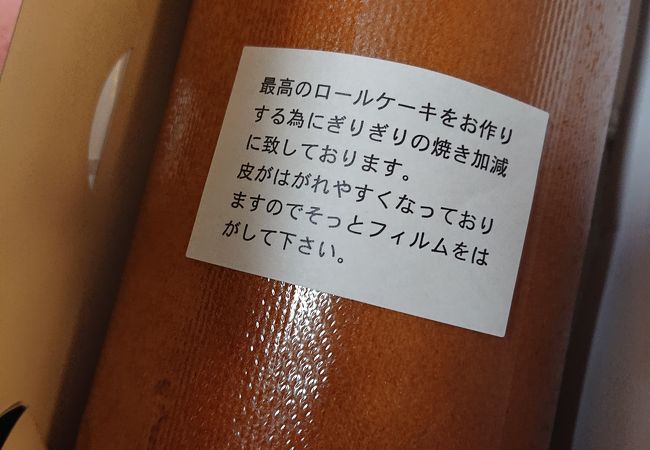 最高のロールケーキをお作り
する為にぎりぎりの焼き加減
に致しております。
皮がはがれやすくなっており
ますのでそっとフィルムをは
がして下さい。